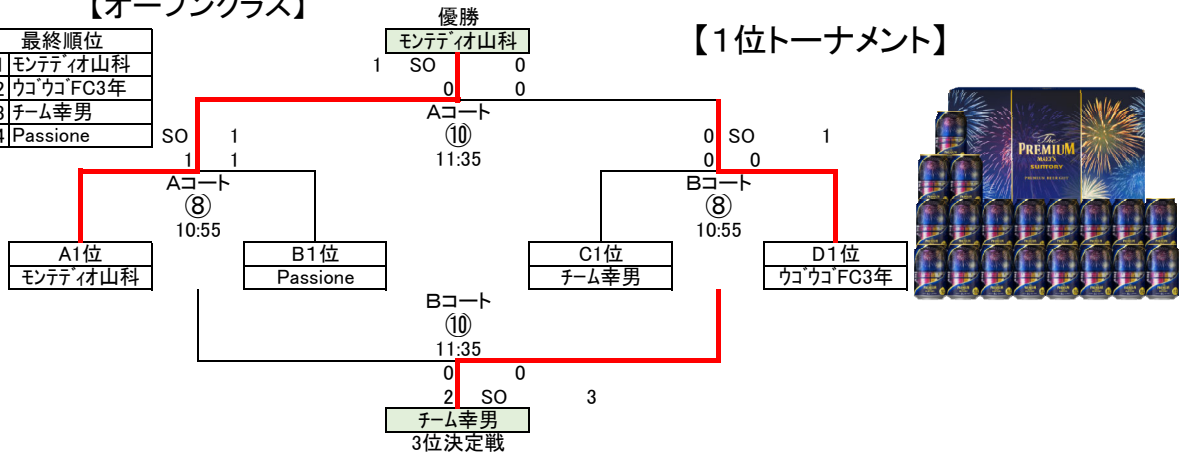 【オープンクラス】
優勝
モンテディオ山科
【１位トーナメント】
最終順位
1 モンテディオ山科
2 ウゴウゴFC3年
3 チーム幸男
4 Passione
1 SO 0
0 0
Aコート
⑩
11:35
SO 1
1 1
Aコート
⑧
10:55
0 SO 1
0 0
Bコート
⑧
10:55
A1位
モンテディオ山科
B1位
Passione
C1位
チーム幸男
D1位
ウゴウゴFC3年
Bコート
⑩
11:35
0 0
2 SO 3
チーム幸男
3位決定戦
The
PREMIUM
MALT'S
SUNTORY